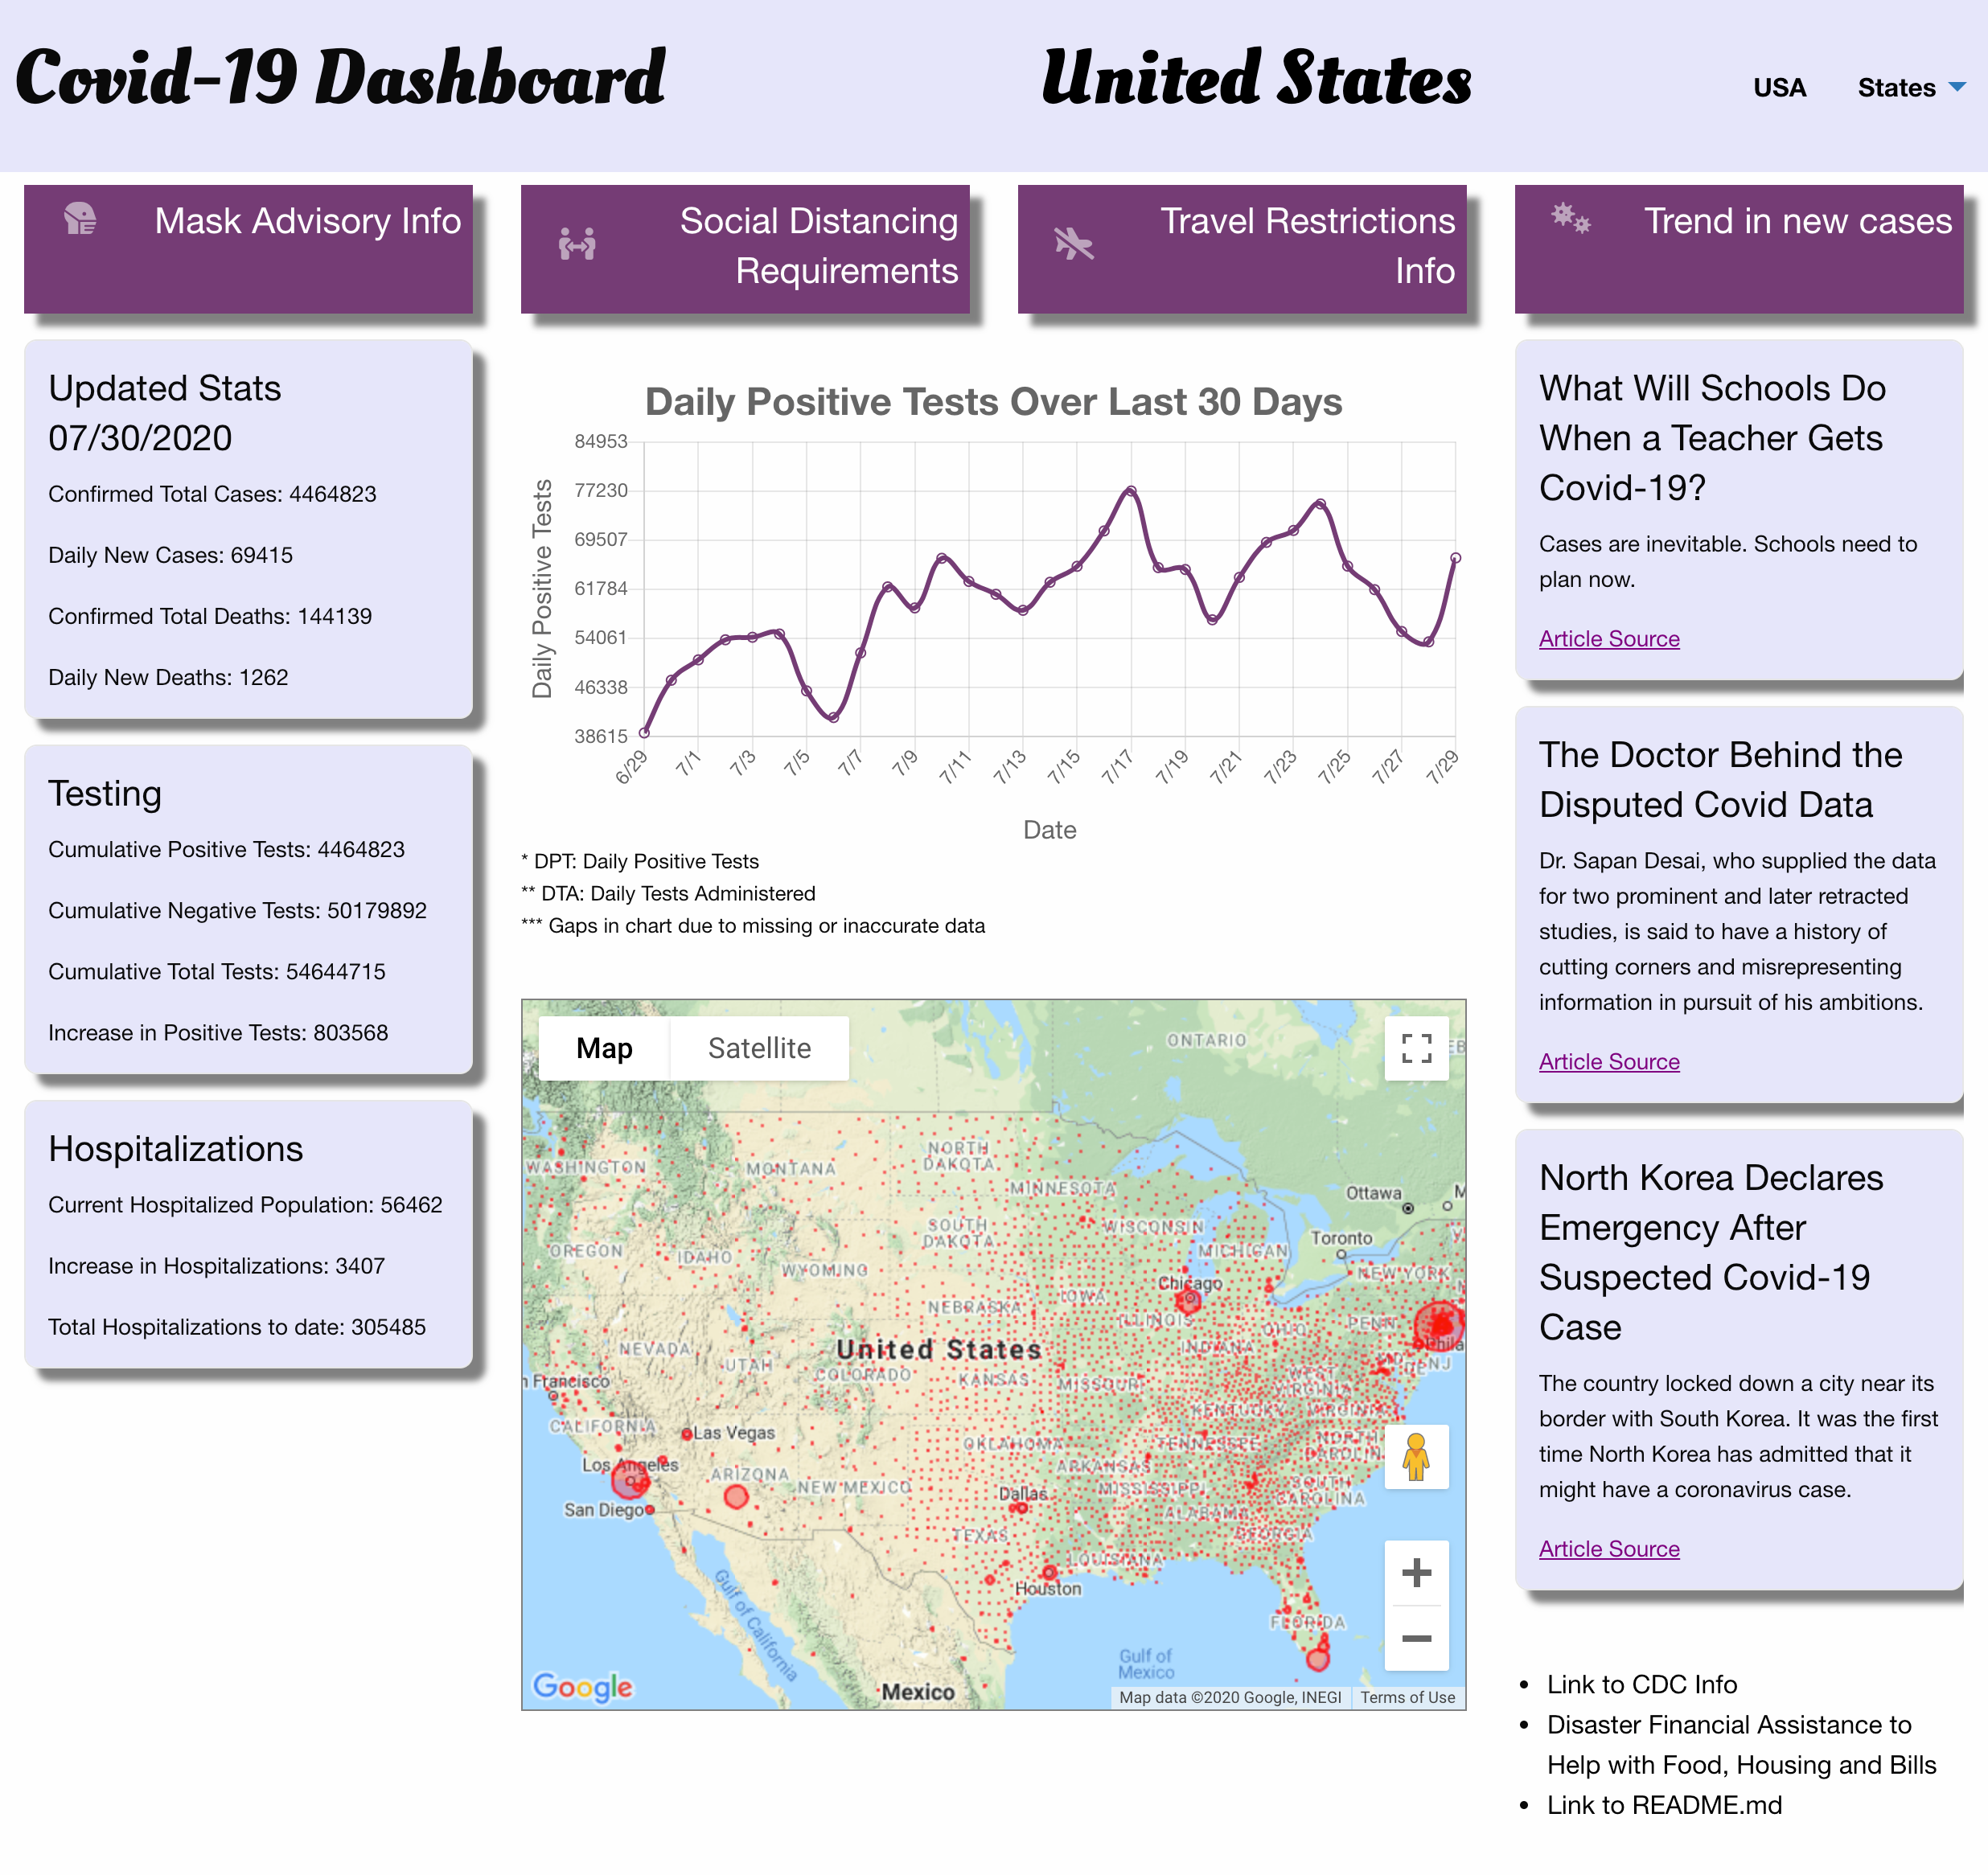 Covid-19 Dashboard
United States
USA
States
Mask Advisory Info
Social Distancing
Requirements
Travel Restrictions
Info
Trend in new cases
Updated Stats
07/30/2020
Confirmed Total Cases: 4464823
Daily New Cases: 69415
Confirmed Total Deaths: 144139
Daily New Deaths: 1262
Testing
Cumulative Positive Tests: 4464823
Cumulative Negative Tests: 50179892
Cumulative Total Tests: 54644715
Increase in Positive Tests: 803568
Hospitalizations
Current Hospitalized Population: 56462
Increase in Hospitalizations: 3407
Total Hospitalizations to date: 305485
Daily Positive Tests Over Last 30 Days
Daily Positive Tests
84953
77230
69507
61784
54061
46338
38615
6/29
7/1
7/3
7/5
7/7
7/9
7/11
7/13
7/15
7/17
7/19
7/21
7/23
7/25
7/27
7/29
Date
* DPT: Daily Positive Tests
** DTA: Daily Tests Administered
*** Gaps in chart due to missing or inaccurate data
Map
Satellite
ONTARIO
WASHINGTON
MONTANA
NORTH
DAKOTA
MINNESOTA
Ottawa
OREGON
IDAHO
WYOMING
SOUTH
DAKOTA
WISCONSIN
MICHIGAN
Toronto
NEW YORK
Chicago
NEBRASKA
IOWA
ILLINOIS
INDIANA
OHIO
PENN
Phila
NJ
NEVADA
UTAH
COLORADO
United States
KANSAS
MISSOURI
WEST
VIRGINIA
n Francisco
CALIFORNIA
Las Vegas
KENTUCKY
VIRGINIA
Los Angeles
San Diego
ARIZONA
NEW MEXICO
OKLAHOMA
ARKANSAS
TENNESSEE
NORTH
CAROLIN
Dallas
MISSISSIPPI
SOUTH
CAROLINA
ALABAMA
GEORGIA
TEXAS
LOUISIANA
Houston
FLORIDA
Gulf of California
Gulf of
Mexico
Mexico
Google
Map data ©2020 Google, INEGI
Terms of Use
What Will Schools Do
When a Teacher Gets
Covid-19?
Cases are inevitable. Schools need to
plan now.
Article Source
The Doctor Behind the
Disputed Covid Data
Dr. Sapan Desai, who supplied the data
for two prominent and later retracted
studies, is said to have a history of
cutting corners and misrepresenting
information in pursuit of his ambitions.
Article Source
North Korea Declares
Emergency After
Suspected Covid-19
Case
The country locked down a city near its
border with South Korea. It was the first
time North Korea has admitted that it
might have a coronavirus case.
Article Source
• Link to CDC Info
• Disaster Financial Assistance to
Help with Food, Housing and Bills
• Link to README.md